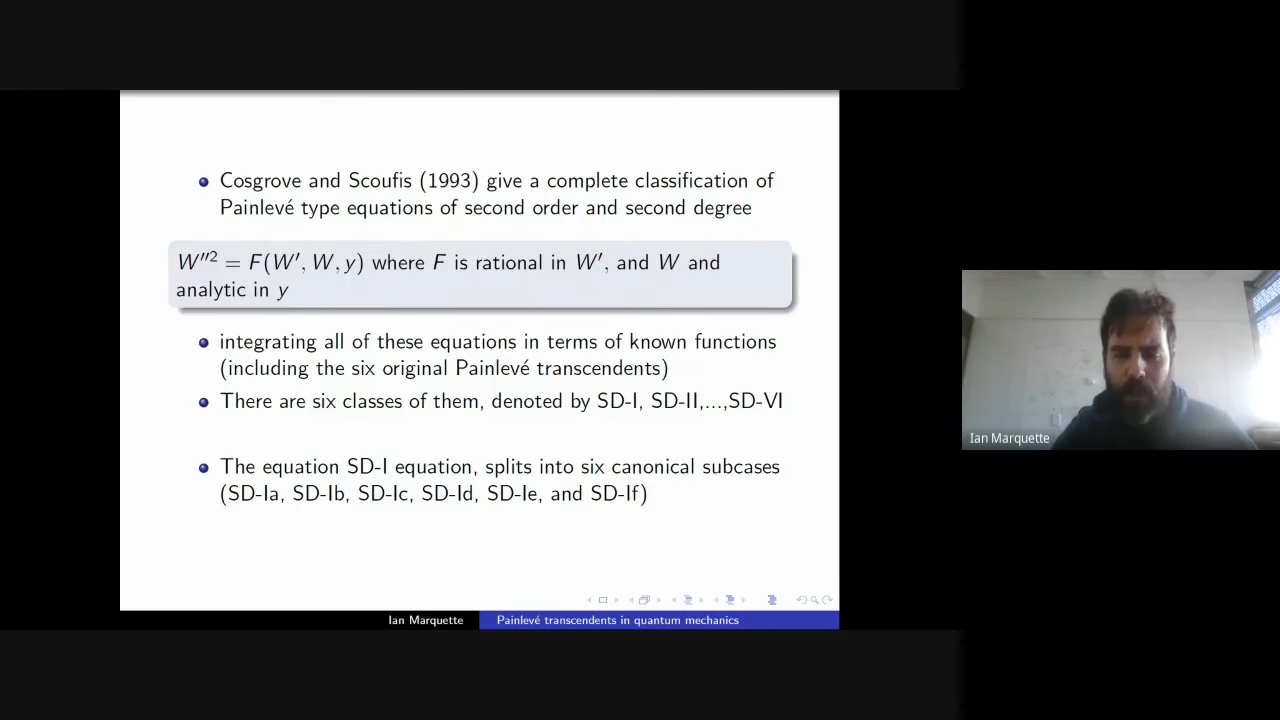 Cosgrove and Scoufis (1993) give a complete classification of
Painlevé type equations of second order and second degree
W′′² = F(W′, W, y) where F is rational in W′, and W and
analytic in y
integrating all of these equations in terms of known functions
(including the six original Painlevé transcendents)
There are six classes of them, denoted by SD-I, SD-II,...,SD-VI
The equation SD-I equation, splits into six canonical subcases
(SD-Ia, SD-Ib, SD-Ic, SD-Id, SD-Ie, and SD-If)
Ian Marquette
Painlevé transcendents in quantum mechanics
Ian Marquette